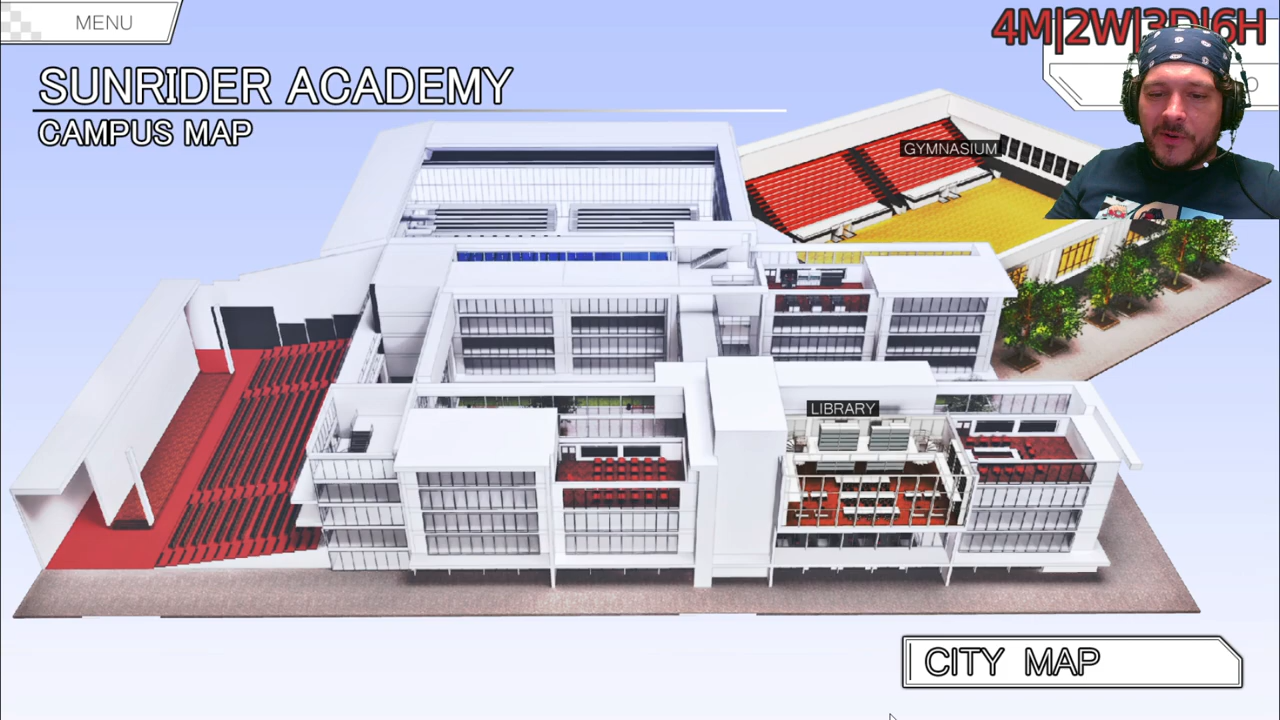 MENU
4M|2W|3D|6H
SUNRIDER ACADEMY
CAMPUS MAP
GYMNASIUM
LIBRARY
CITY MAP